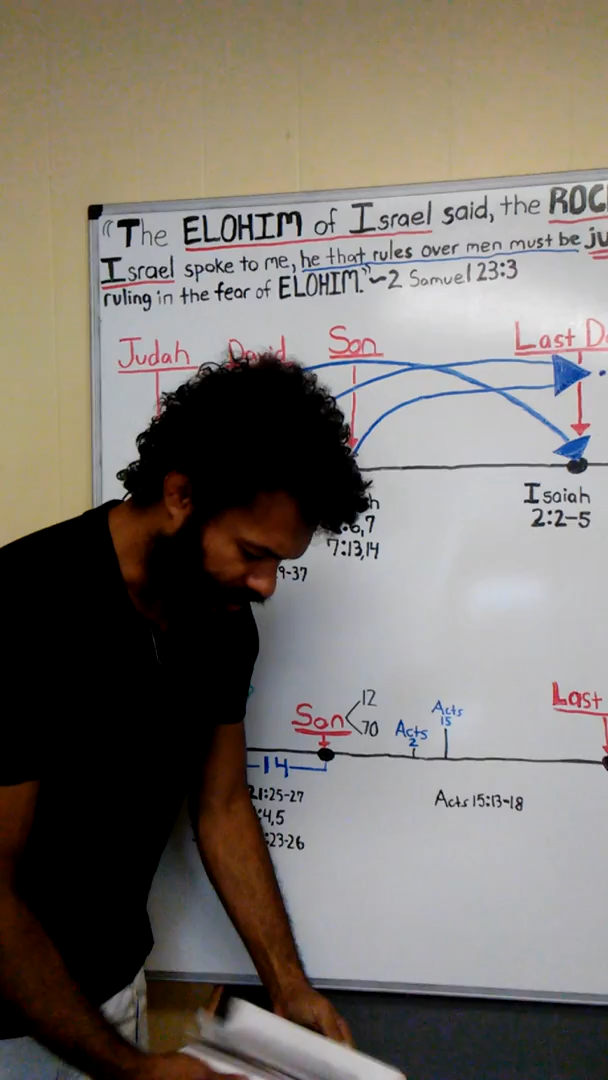 "The ELOHIM of Israel said, the ROC
Israel spoke to me, he that rules over men must be ju
ruling in the fear of ELOHIM."~2 Samuel 23:3
Judah David Son Last Da
Isaiah
2:2-5
h
:6,7
7:13,14
9-37
Son 12
70
Acts
2
Acts
15
Last
14
21:25-27
:4,5
:23-26
Acts 15:13-18